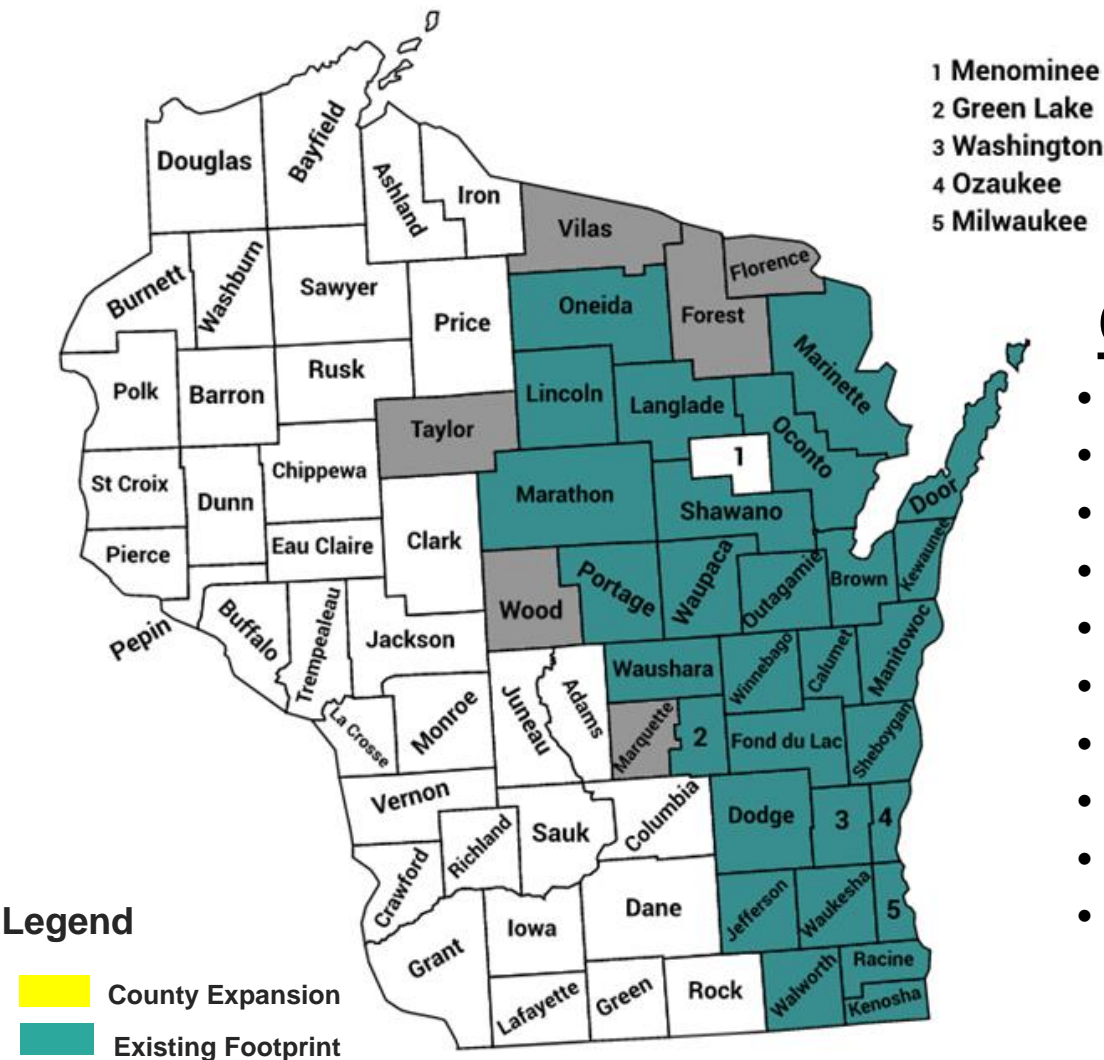 1 Menominee
2 Green Lake
3 Washington
4 Ozaukee
5 Milwaukee
Douglas
Bayfield
Ashland
Iron
Vilas
Florence
Forest
Burnett
Washburn
Sawyer
Price
Oneida
Marinette
Polk
Barron
Rusk
Lincoln
Langlade
Oconto
Taylor
1
St Croix
Dunn
Chippewa
Clark
Marathon
Shawano
Door
Pierce
Eau Claire
Portage
Waupaca
Outagamie
Brown
Kewaunee
Pepin
Buffalo
Trempealeau
Jackson
Wood
Waushara
Winnebago
Calumet
Manitowoc
La Crosse
Monroe
Juneau
Adams
Marquette
2
Fond du Lac
Sheboygan
Vernon
Richland
Sauk
Columbia
Dodge
3
4
Crawford
Grant
Iowa
Dane
Jefferson
Waukesha
5
Lafayette
Green
Rock
Walworth
Racine
Kenosha
Legend
County Expansion
Existing Footprint